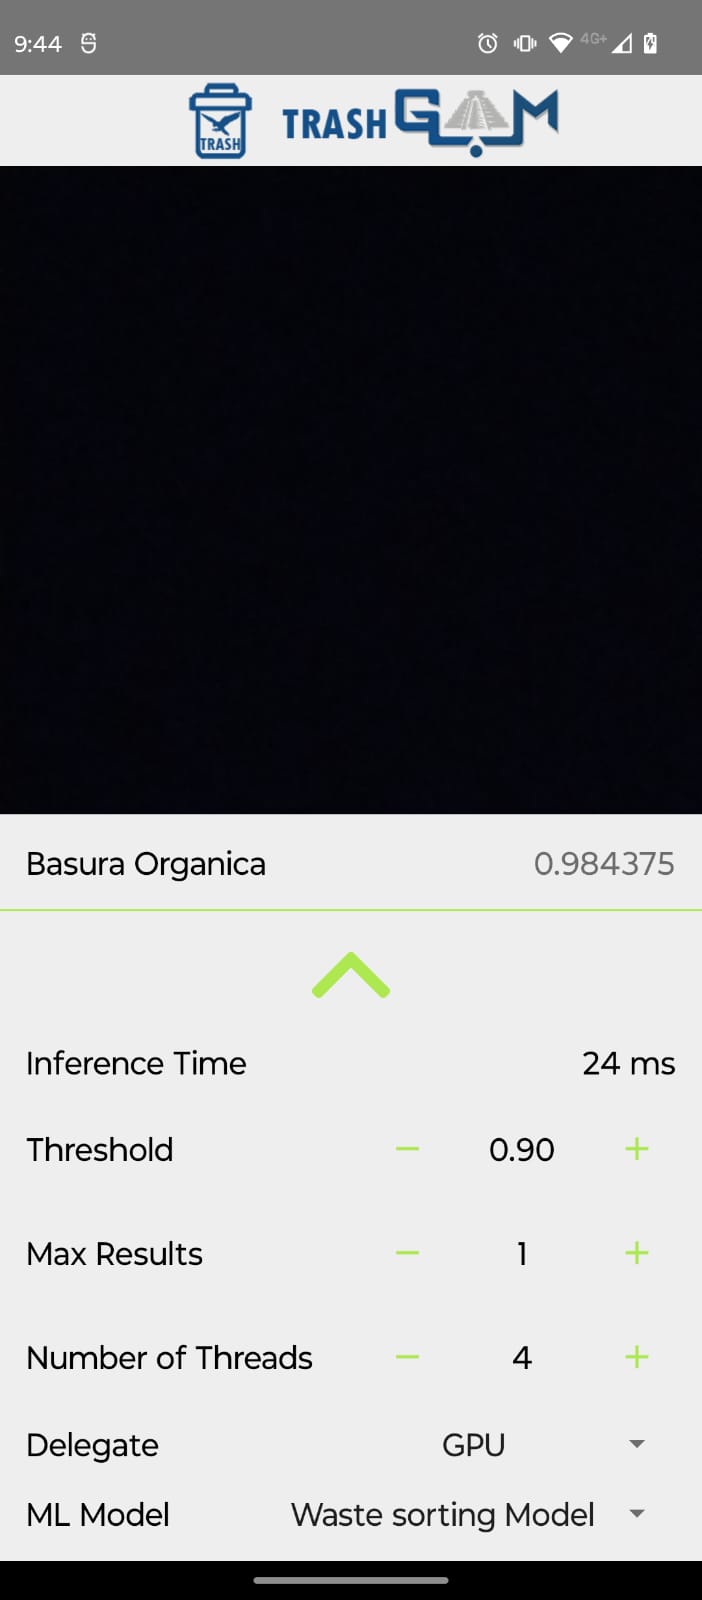 9:44
4G+
TRASH
TRASH GAM
Basura Organica 0.984375
Inference Time 24 ms
Threshold 0.90
Max Results 1
Number of Threads 4
Delegate GPU
ML Model Waste sorting Model